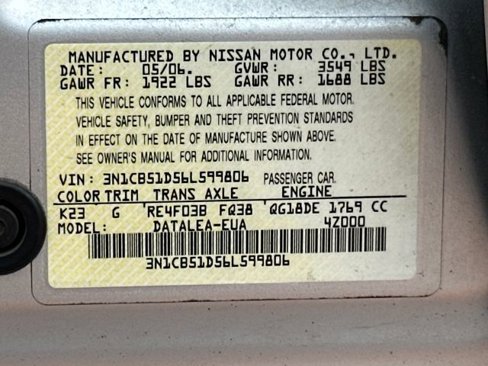 MANUFACTURED BY NISSAN MOTOR CO., LTD.
DATE: 05/06. GVWR: 3549 LBS
GAWR FR: 1922 LBS GAWR RR: 1688 LBS
THIS VEHICLE CONFORMS TO ALL APPLICABLE FEDERAL MOTOR
VEHICLE SAFETY, BUMPER AND THEFT PREVENTION STANDARDS
IN EFFECT ON THE DATE OF MANUFACTURE SHOWN ABOVE.
SEE OWNER'S MANUAL FOR ADDITIONAL INFORMATION.
VIN: 3N1CB51D56L599806 PASSENGER CAR.
COLOR TRIM TRANS AXLE ENGINE
K23 G RE4F03B FQ38 QG18DE 1769 CC
MODEL: DATALEA-EUA 4Z000
3N1CB51D56L599806